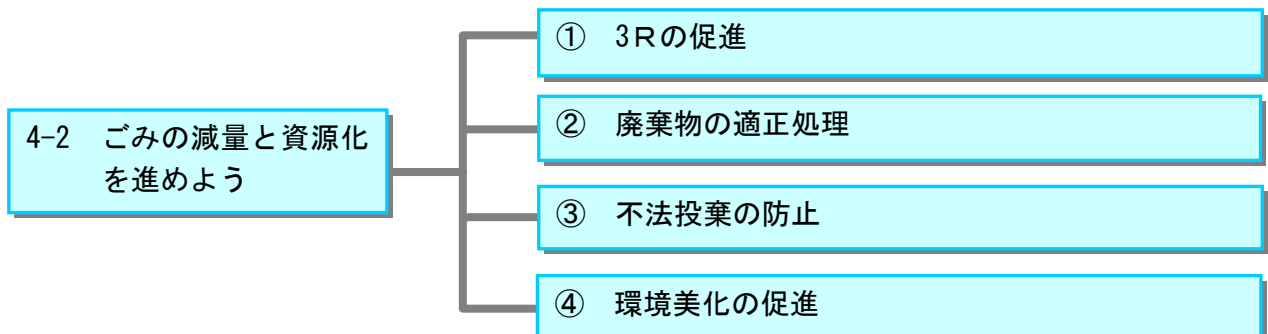 4-2 ごみの減量と資源化
を進めよう
① 3Rの促進
② 廃棄物の適正処理
③ 不法投棄の防止
④ 環境美化の促進